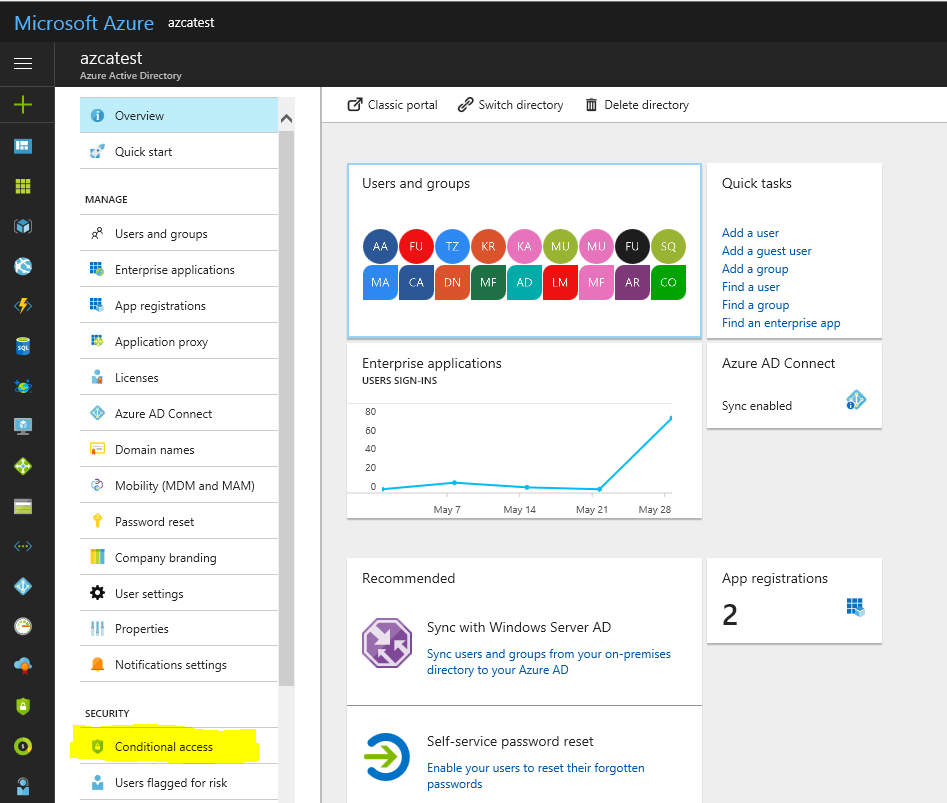 Microsoft Azure azcatest
azcatest
Azure Active Directory
Overview
Quick start
MANAGE
Users and groups
Enterprise applications
App registrations
Application proxy
Licenses
Azure AD Connect
Domain names
Mobility (MDM and MAM)
Password reset
Company branding
User settings
Properties
Notifications settings
SECURITY
Conditional access
Users flagged for risk
Classic portal Switch directory Delete directory
Users and groups
AA FU TZ KR KA MU MU FU SQ
MA CA DN MF AD LM MF AR CO
Quick tasks
Add a user
Add a guest user
Add a group
Find a user
Find a group
Find an enterprise app
Enterprise applications
USERS SIGN-INS
80
60
40
20
0
May 7 May 14 May 21 May 28
Azure AD Connect
Sync enabled
Recommended
Sync with Windows Server AD
Sync users and groups from your on-premises
directory to your Azure AD
Self-service password reset
Enable your users to reset their forgotten
passwords
App registrations
2
SQL